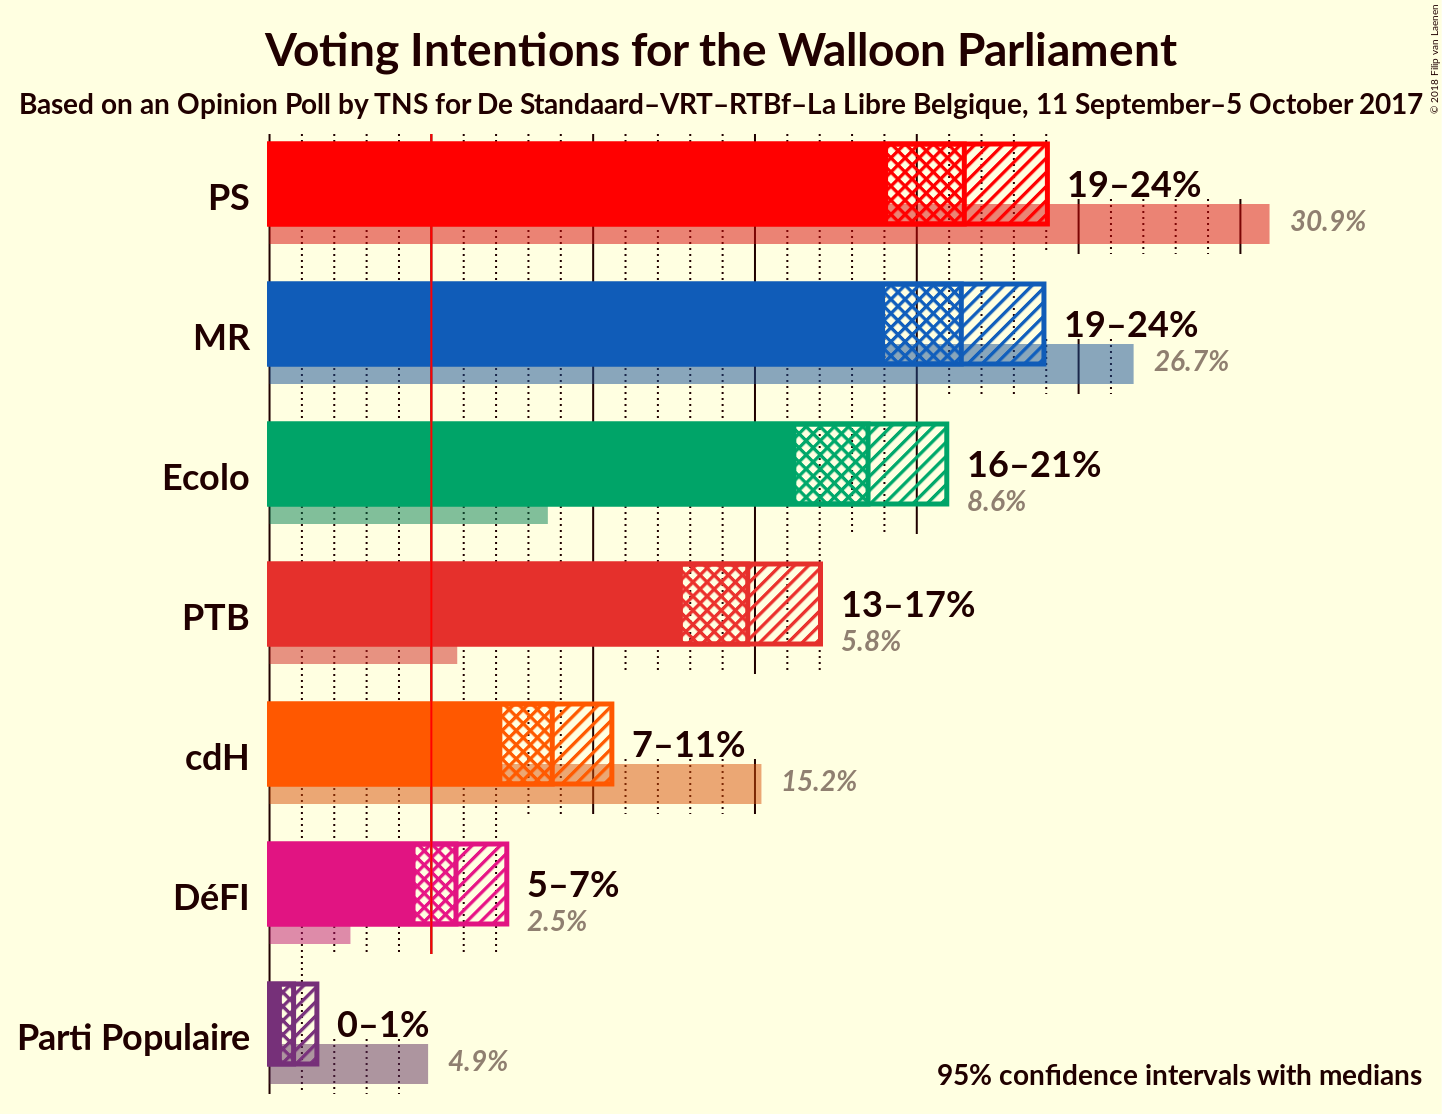 Voting Intentions for the Walloon Parliament
Based on an Opinion Poll by TNS for De Standaard–VRT–RTBf–La Libre Belgique, 11 September–5 October 2017
© 2018 Filip van Laenen
PS
19–24%
30.9%
MR
19–24%
26.7%
Ecolo
16–21%
8.6%
PTB
13–17%
5.8%
cdH
7–11%
15.2%
DéFI
5–7%
2.5%
Parti Populaire
0–1%
4.9%
95% confidence intervals with medians